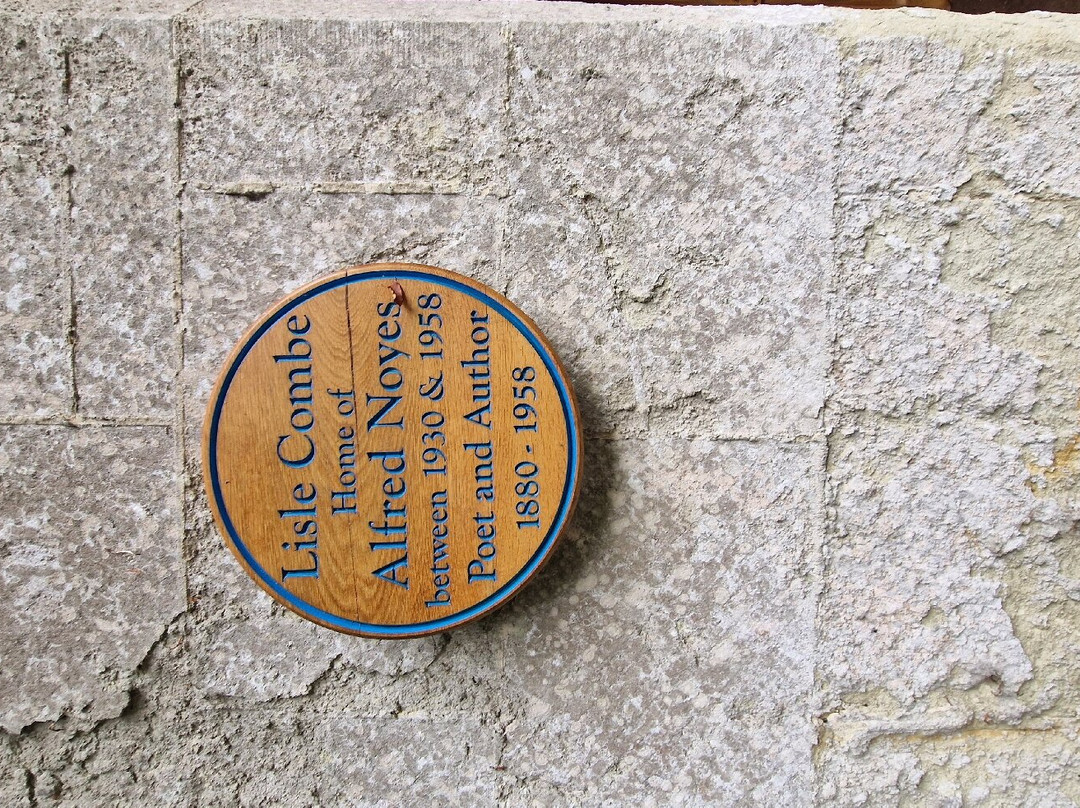 Lisle Combe
Home of
Alfred Noyes
between 1930 & 1958
Poet and Author
1880 - 1958